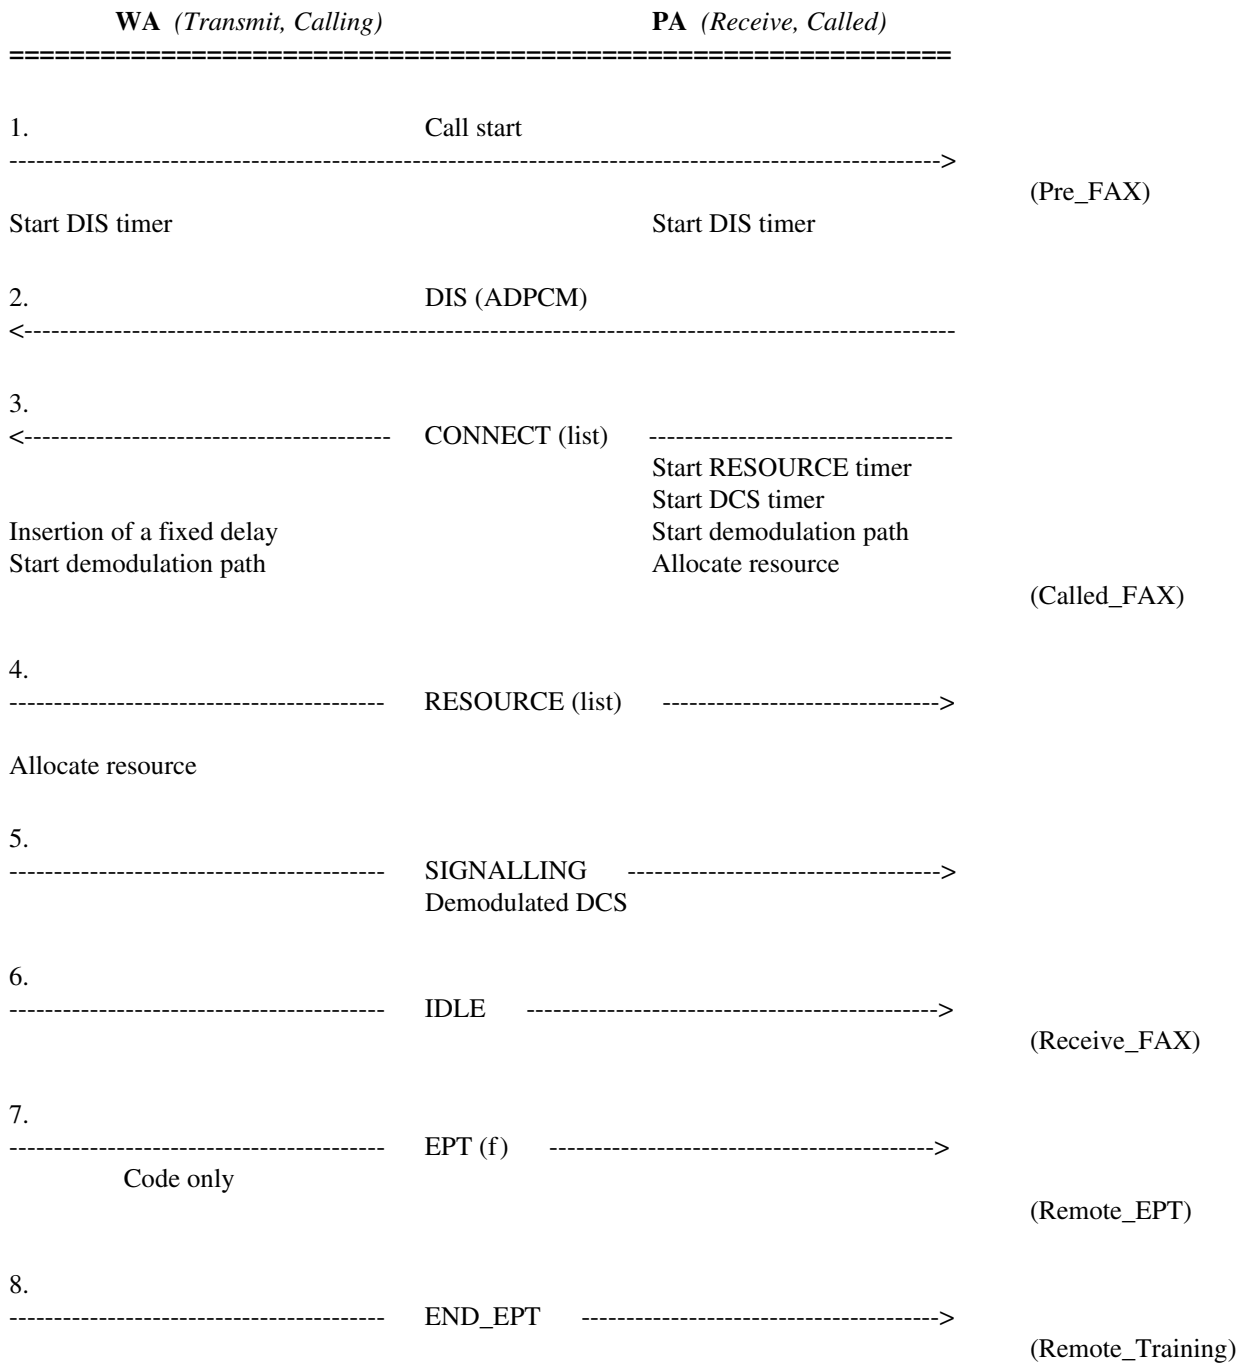 WA (Transmit, Calling) PA (Receive, Called)
==============================================================
1. Call start
------------------------------------------------------------------------------------------------------->
(Pre_FAX)
Start DIS timer Start DIS timer
2. DIS (ADPCM)
<-------------------------------------------------------------------------------------------------------
3.
<----------------------------------------- CONNECT (list) ----------------------------------
Start RESOURCE timer
Start DCS timer
Insertion of a fixed delay Start demodulation path
Start demodulation path Allocate resource
(Called_FAX)
4.
------------------------------------------ RESOURCE (list) ------------------------------->
Allocate resource
5.
------------------------------------------ SIGNALLING ----------------------------------->
Demodulated DCS
6.
------------------------------------------ IDLE ---------------------------------------------->
(Receive_FAX)
7.
------------------------------------------ EPT (f) ------------------------------------------->
Code only
(Remote_EPT)
8.
------------------------------------------ END_EPT ---------------------------------------->
(Remote_Training)